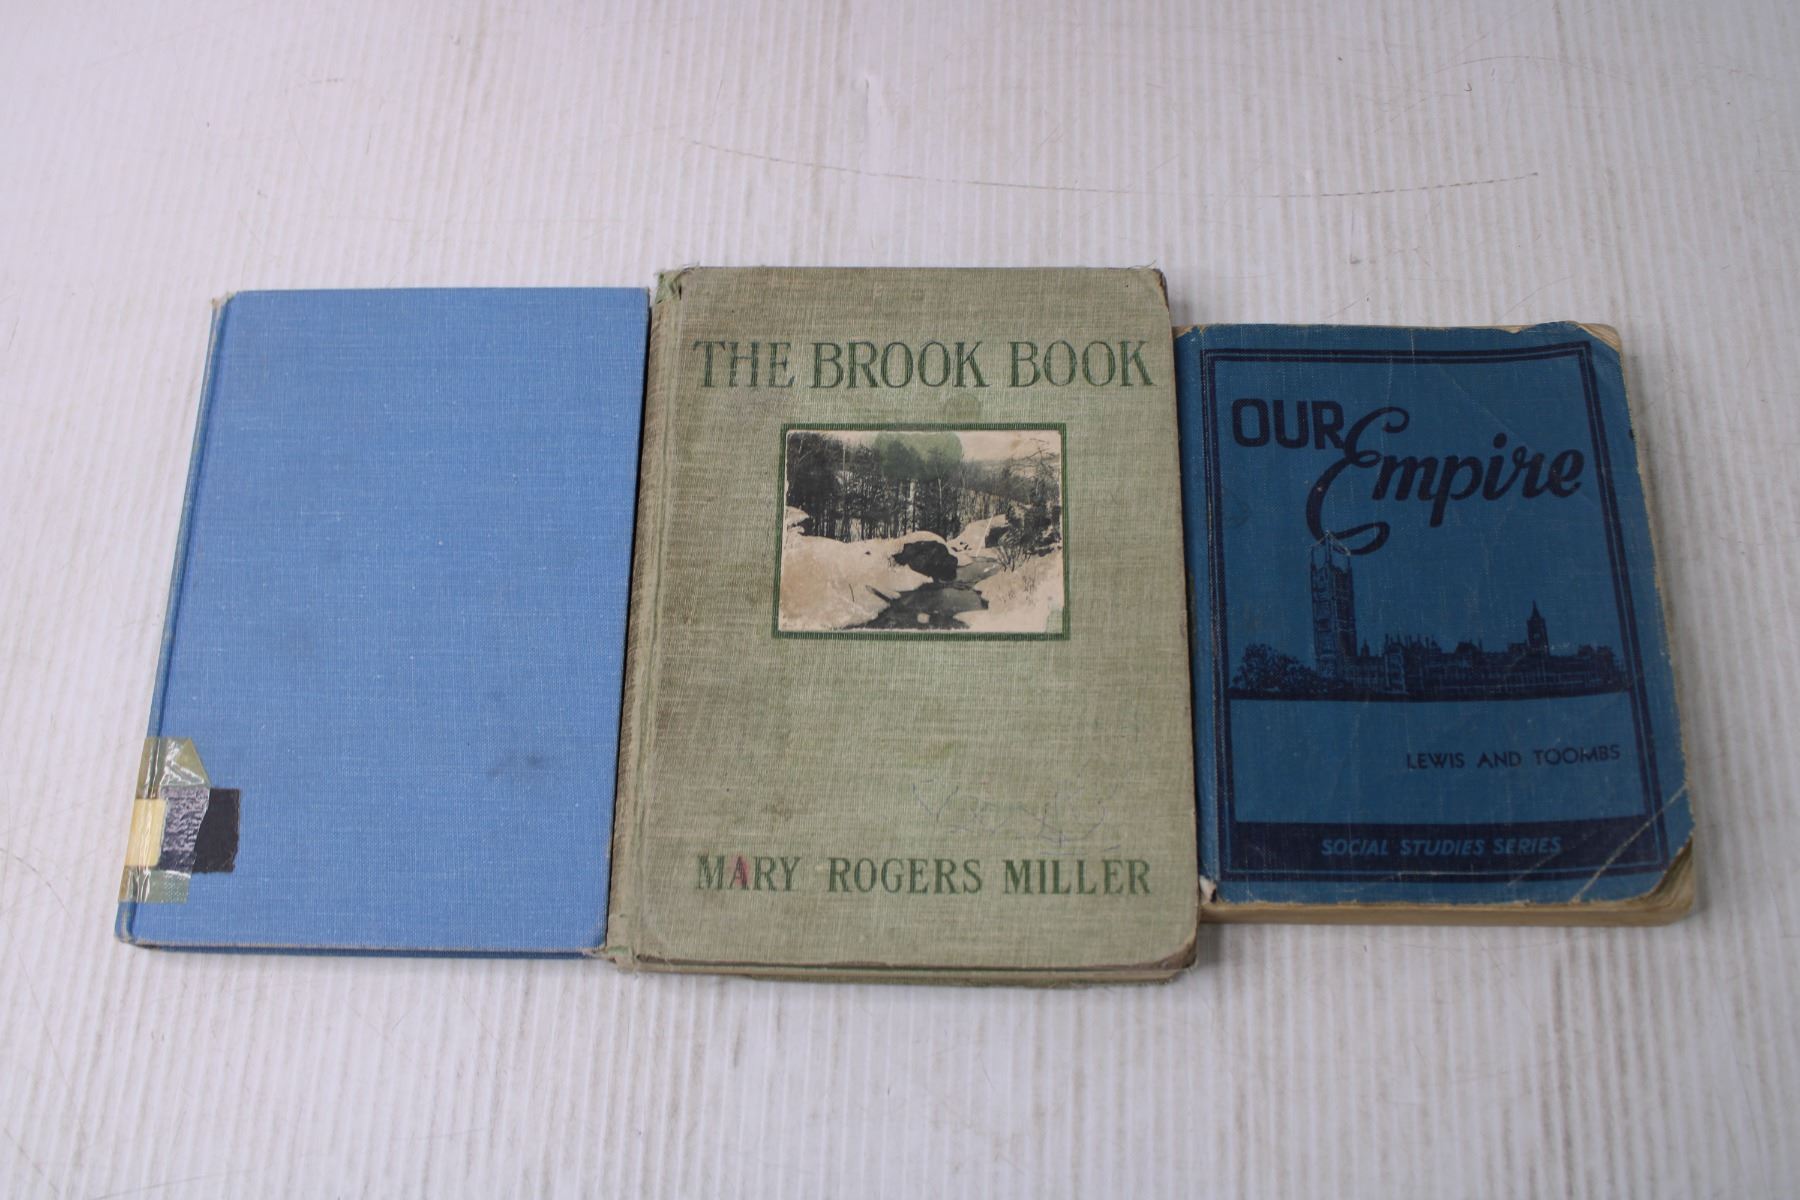 THE BROOK BOOK
MARY ROGERS MILLER
OUR Empire
LEWIS AND TOOMBS
SOCIAL STUDIES SERIES